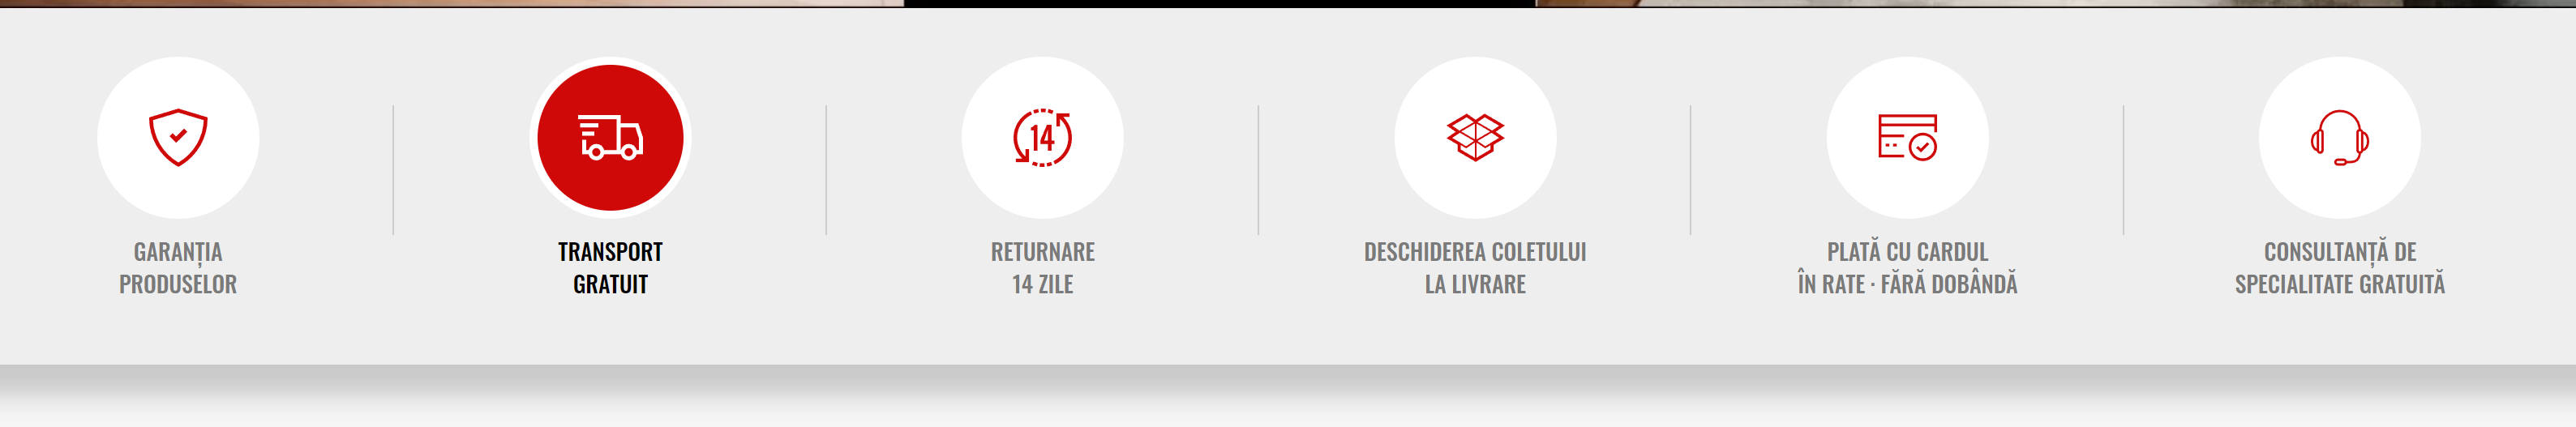 14
GARANȚIA
PRODUSELOR
TRANSPORT
GRATUIT
RETURNARE
14 ZILE
DESCHIDEREA COLETULUI
LA LIVRARE
PLATĂ CU CARDUL
ÎN RATE · FĂRĂ DOBÂNDĂ
CONSULTANȚĂ DE
SPECIALITATE GRATUITĂ